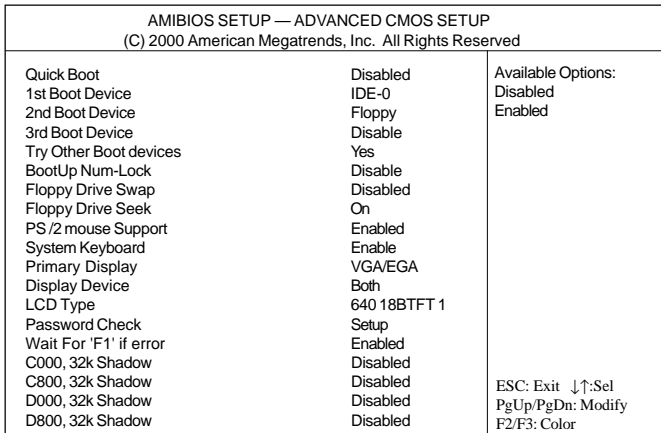 AMIBIOS SETUP — ADVANCED CMOS SETUP
(C) 2000 American Megatrends, Inc. All Rights Reserved
Quick Boot Disabled
1st Boot Device IDE-0
2nd Boot Device Floppy
3rd Boot Device Disable
Try Other Boot devices Yes
BootUp Num-Lock Disable
Floppy Drive Swap Disabled
Floppy Drive Seek On
PS /2 mouse Support Enabled
System Keyboard Enable
Primary Display VGA/EGA
Display Device Both
LCD Type 640 18BTFT 1
Password Check Setup
Wait For 'F1' if error Enabled
C000, 32k Shadow Disabled
C800, 32k Shadow Disabled
D000, 32k Shadow Disabled
D800, 32k Shadow Disabled
Available Options:
Disabled
Enabled
ESC: Exit ↓↑:Sel
PgUp/PgDn: Modify
F2/F3: Color